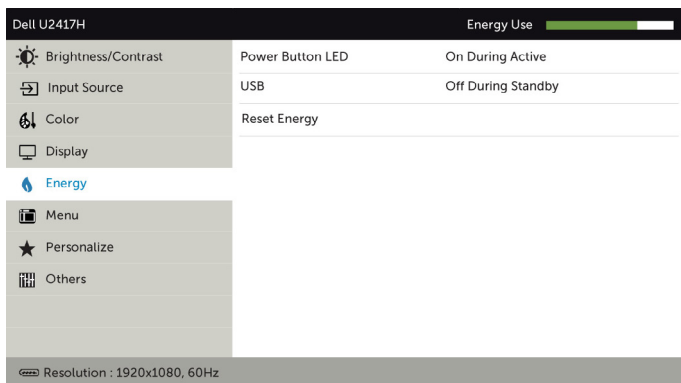 Dell U2417H Energy Use
Brightness/Contrast
Input Source
Color
Display
Energy
Menu
Personalize
Others
Power Button LED On During Active
USB Off During Standby
Reset Energy
Resolution : 1920x1080, 60Hz